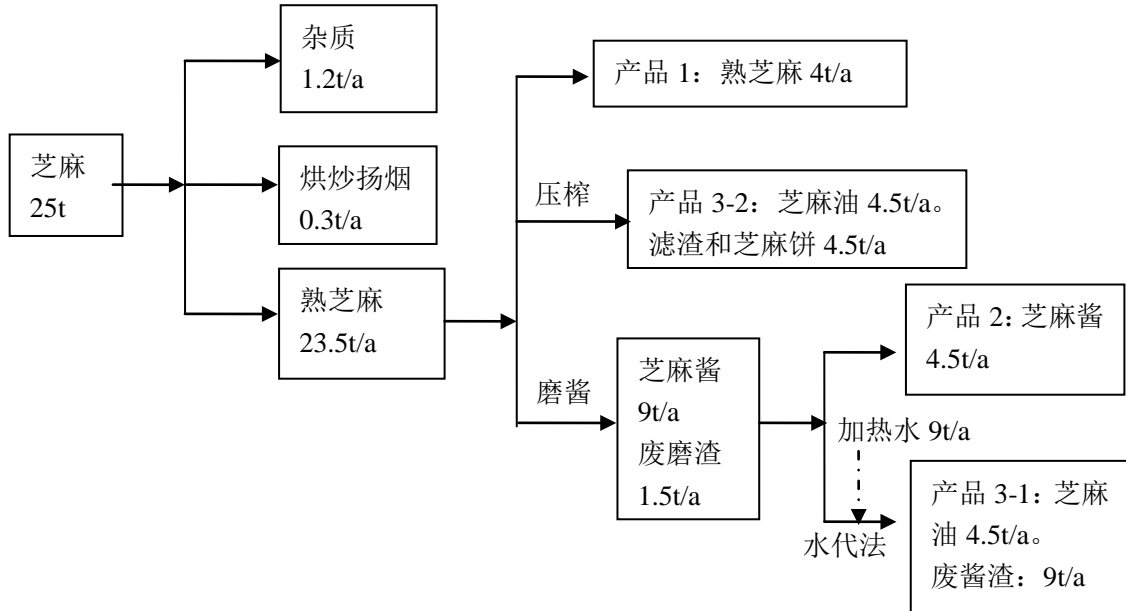 芝麻
25t
杂质
1.2t/a
烘炒扬烟
0.3t/a
熟芝麻
23.5t/a
产品 1：熟芝麻 4t/a
压榨
产品 3-2：芝麻油 4.5t/a。
滤渣和芝麻饼 4.5t/a
磨酱
芝麻酱
9t/a
废磨渣
1.5t/a
产品 2：芝麻酱
4.5t/a
加热水 9t/a
水代法
产品 3-1：芝麻
油 4.5t/a。
废酱渣：9t/a